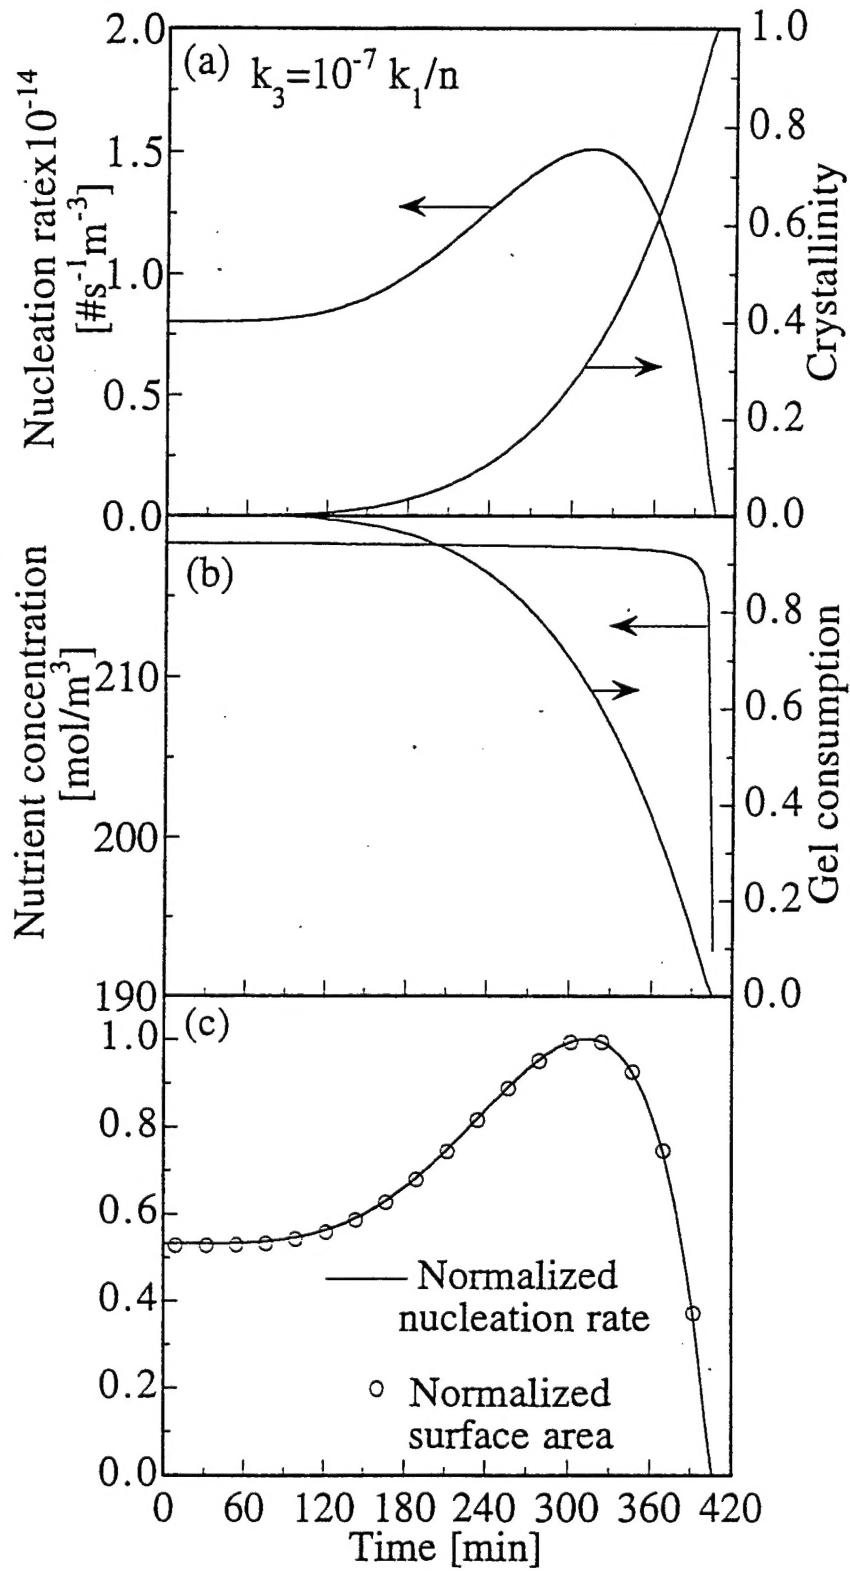 2.0
1.5
1.0
0.5
0.0
Nucleation ratex10⁻¹⁴
[#s⁻¹m⁻³]
(a) k₃=10⁻⁷ k₁/n
1.0
0.8
0.6
0.4
0.2
0.0
Crystallinity
Nutrient concentration
[mol/m³]
210
200
190
(b)
0.8
0.6
0.4
0.2
0.0
Gel consumption
1.0
0.8
0.6
0.4
0.2
0.0
(c)
Normalized
nucleation rate
Normalized
surface area
0 60 120 180 240 300 360 420
Time [min]